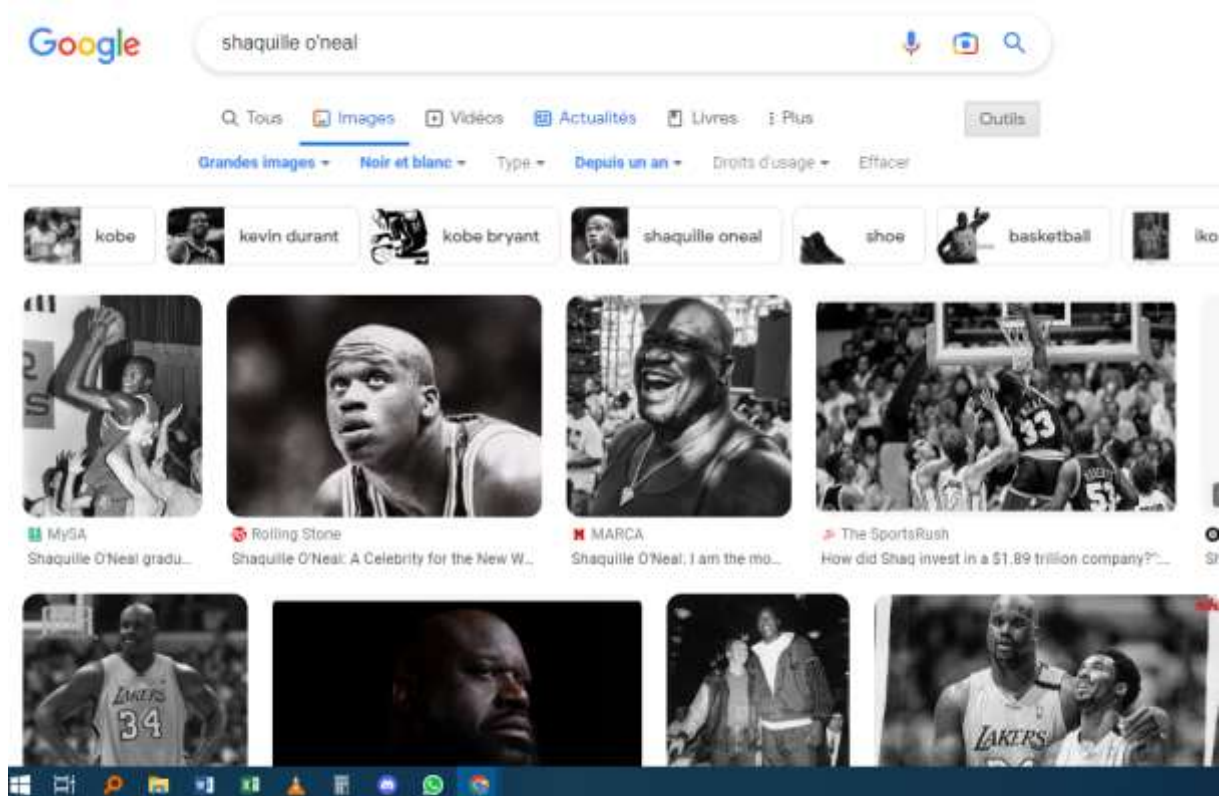 Google
shaquille o'neal
Tous Images Vidéos Actualités Livres Plus Outils
Grandes images Noir et blanc Type Depuis un an Droits d'usage Effacer
kobe kevin durant kobe bryant shaquille oneal shoe basketball iko
33
MySA Rolling Stone MARCA The SportsRush
Shaquille O'Neal gradu... Shaquille O'Neal: A Celebrity for the New W... Shaquille O'Neal: I am the mo... How did Shaq invest in a $1.89 trillion company?":...
LAKERS
34
LAKERS